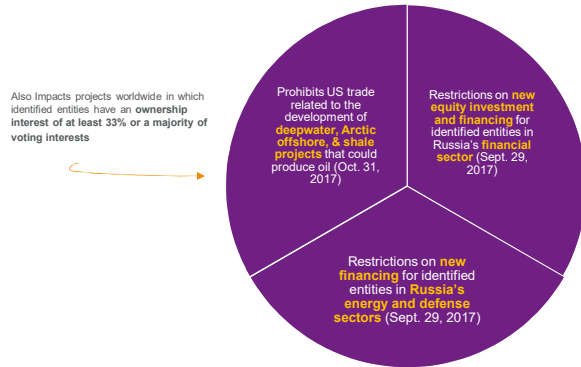 Also Impacts projects worldwide in which
identified entities have an ownership
interest of at least 33% or a majority of
voting interests
Prohibits US trade
related to the
development of
deepwater, Arctic
offshore, & shale
projects that could
produce oil (Oct. 31,
2017)
Restrictions on new
equity investment
and financing for
identified entities in
Russia's financial
sector (Sept. 29,
2017)
Restrictions on new
financing for identified
entities in Russia's
energy and defense
sectors (Sept. 29, 2017)